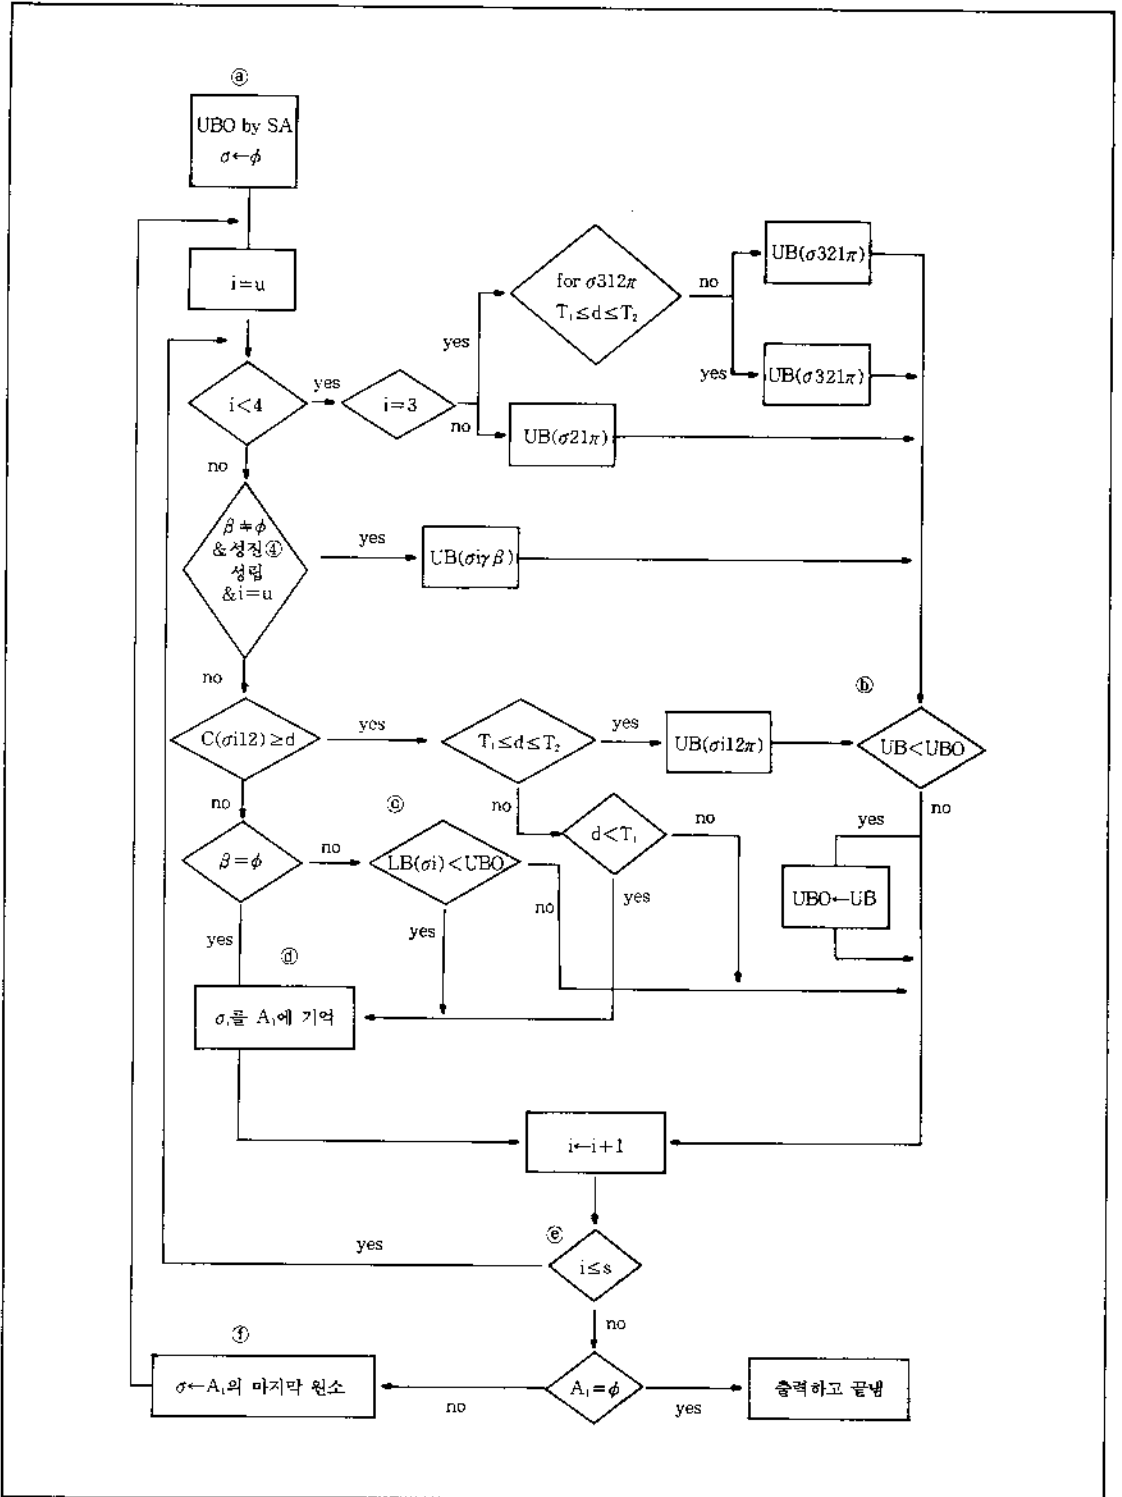 ⓐ
UBO by SA
σ←φ
i=u
for σ312π
T₁≤d≤T₂
no
UB(σ321π)
yes
UB(σ321π)
yes
i<4
yes
i=3
no
UB(σ21π)
no
β≠φ
&성질④
성립
&i=u
yes
UB(σiγβ)
no
ⓑ
C(σi12)≥d
yes
T₁≤d≤T₂
yes
UB(σi12π)
UB<UBO
no
no
no
yes
ⓒ
d<T₁
no
β=φ
no
LB(σi)<UBO
no
yes
UBO←UB
yes
yes
ⓓ
σᵢ를 A₁에 기억
i←i+1
ⓔ
yes
i≤s
no
ⓕ
σ←A₁의 마지막 원소
no
A₁=φ
yes
출력하고 끝냄